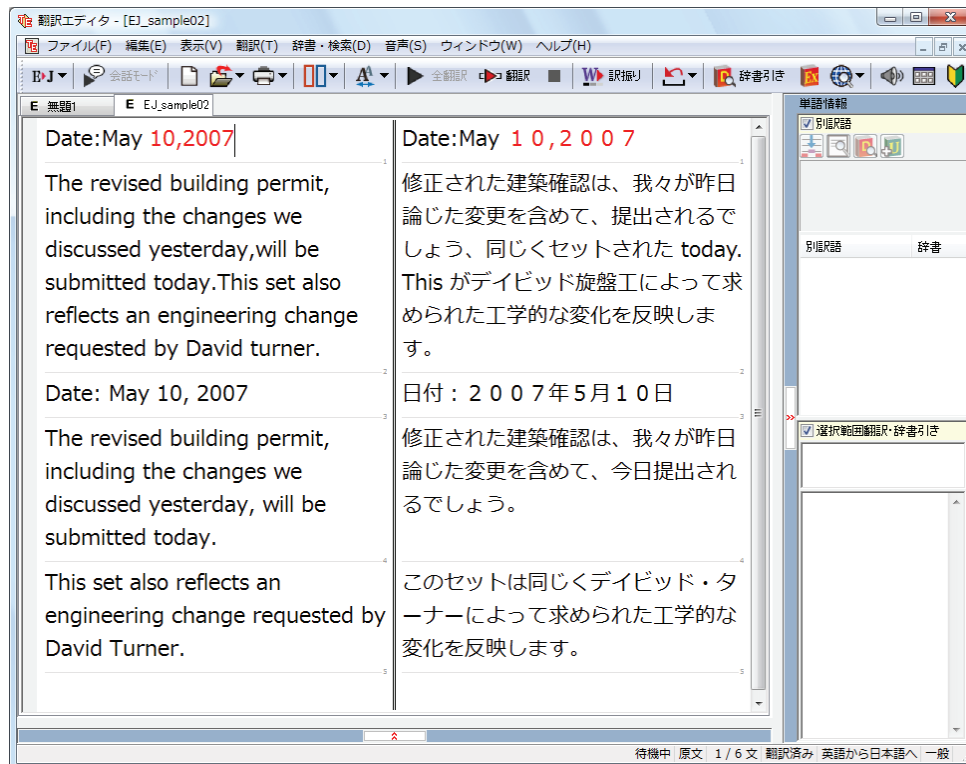 翻訳エディタ - [EJ_sample02]
ファイル(F) 編集(E) 表示(V) 翻訳(T) 辞書・検索(D) 音声(S) ウィンドウ(W) ヘルプ(H)
E▸J 会話モード 全翻訳 翻訳 訳振り 辞書引き
E 無題1 E EJ_sample02
単語情報
別訳語
別訳語 辞書
選択範囲翻訳・辞書引き
Date:May 10,2007
Date:May １０,２００７
1 1
The revised building permit,
including the changes we
discussed yesterday,will be
submitted today.This set also
reflects an engineering change
requested by David turner.
修正された建築確認は、我々が昨日
論じた変更を含めて、提出されるで
しょう、同じくセットされた today.
This がデイビッド旋盤工によって求
められた工学的な変化を反映しま
す。
2 2
Date: May 10, 2007
日付：２００７年５月１０日
3 3
The revised building permit,
including the changes we
discussed yesterday, will be
submitted today.
修正された建築確認は、我々が昨日
論じた変更を含めて、今日提出され
るでしょう。
4 4
This set also reflects an
engineering change requested by
David Turner.
このセットは同じくデイビッド・タ
ーナーによって求められた工学的な
変化を反映します。
5 5
待機中 原文 1 / 6 文 翻訳済み 英語から日本語へ 一般